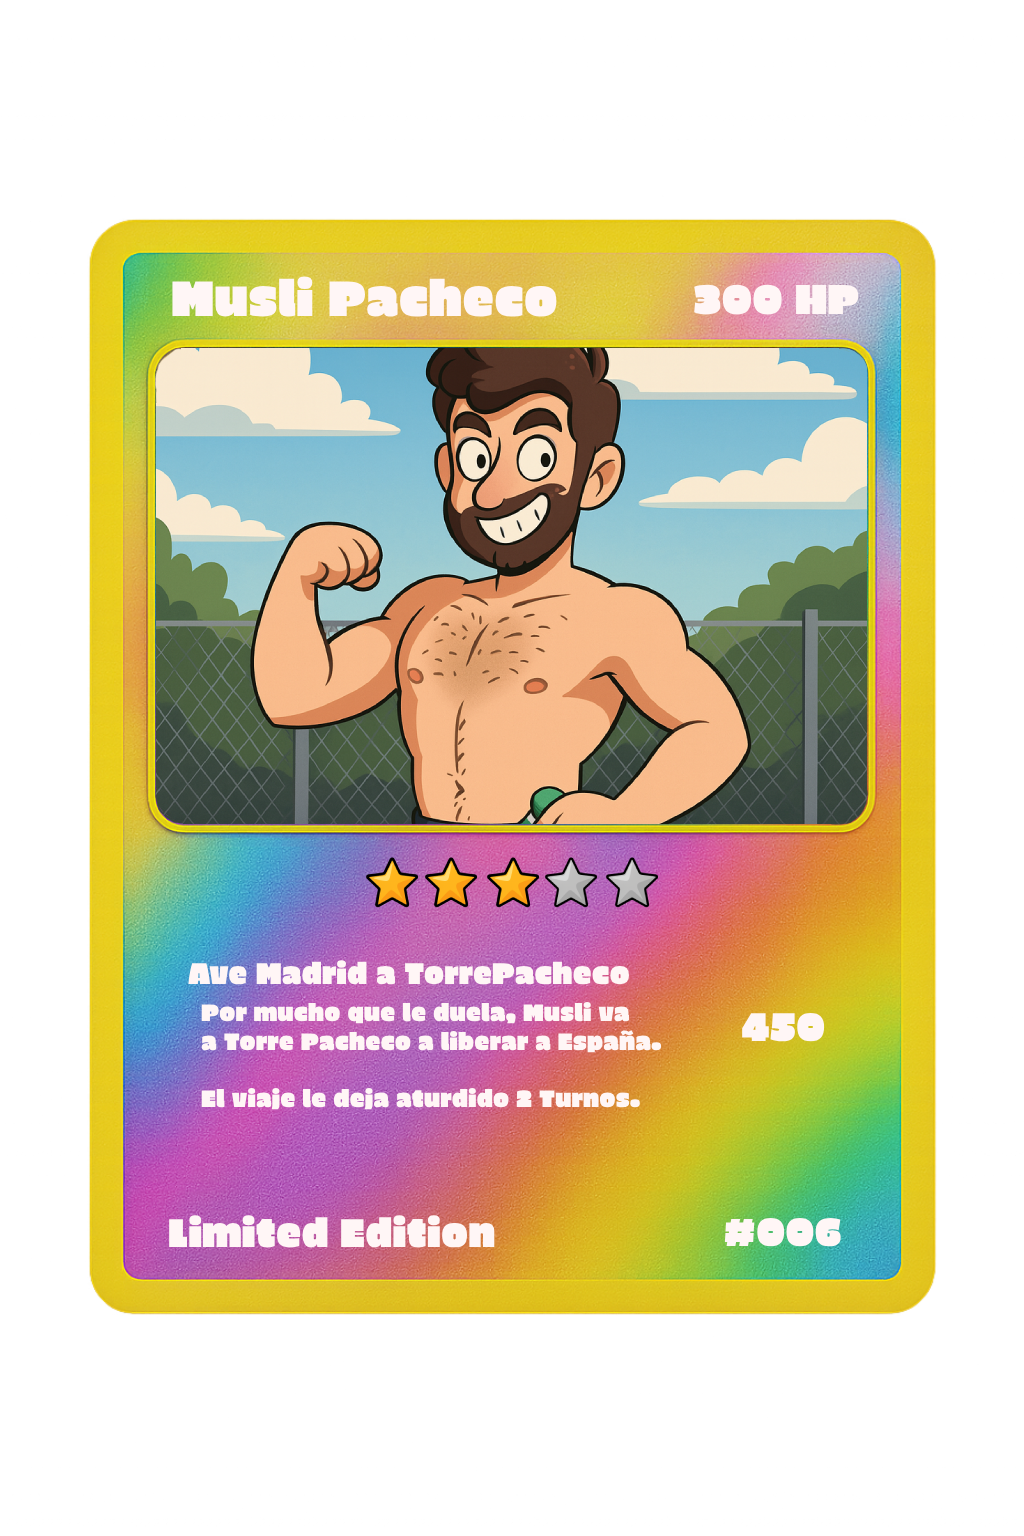 Musli Pacheco
300 HP
Ave Madrid a TorrePacheco
Por mucho que le duela, Musli va
a Torre Pacheco a liberar a España.
450
El viaje le deja aturdido 2 Turnos.
Limited Edition
#006